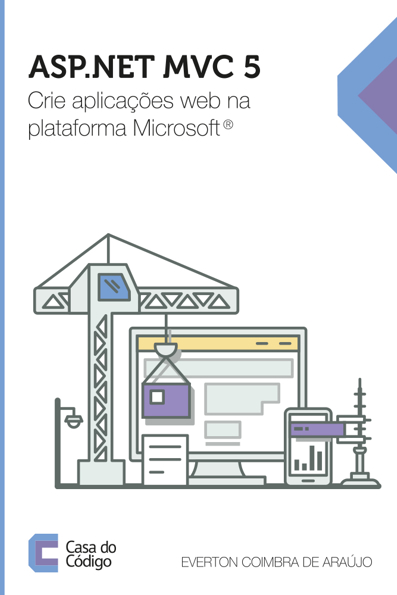 ASP.NET MVC 5
Crie aplicações web na
plataforma Microsoft®
Casa do
Código
EVERTON COIMBRA DE ARAÚJO